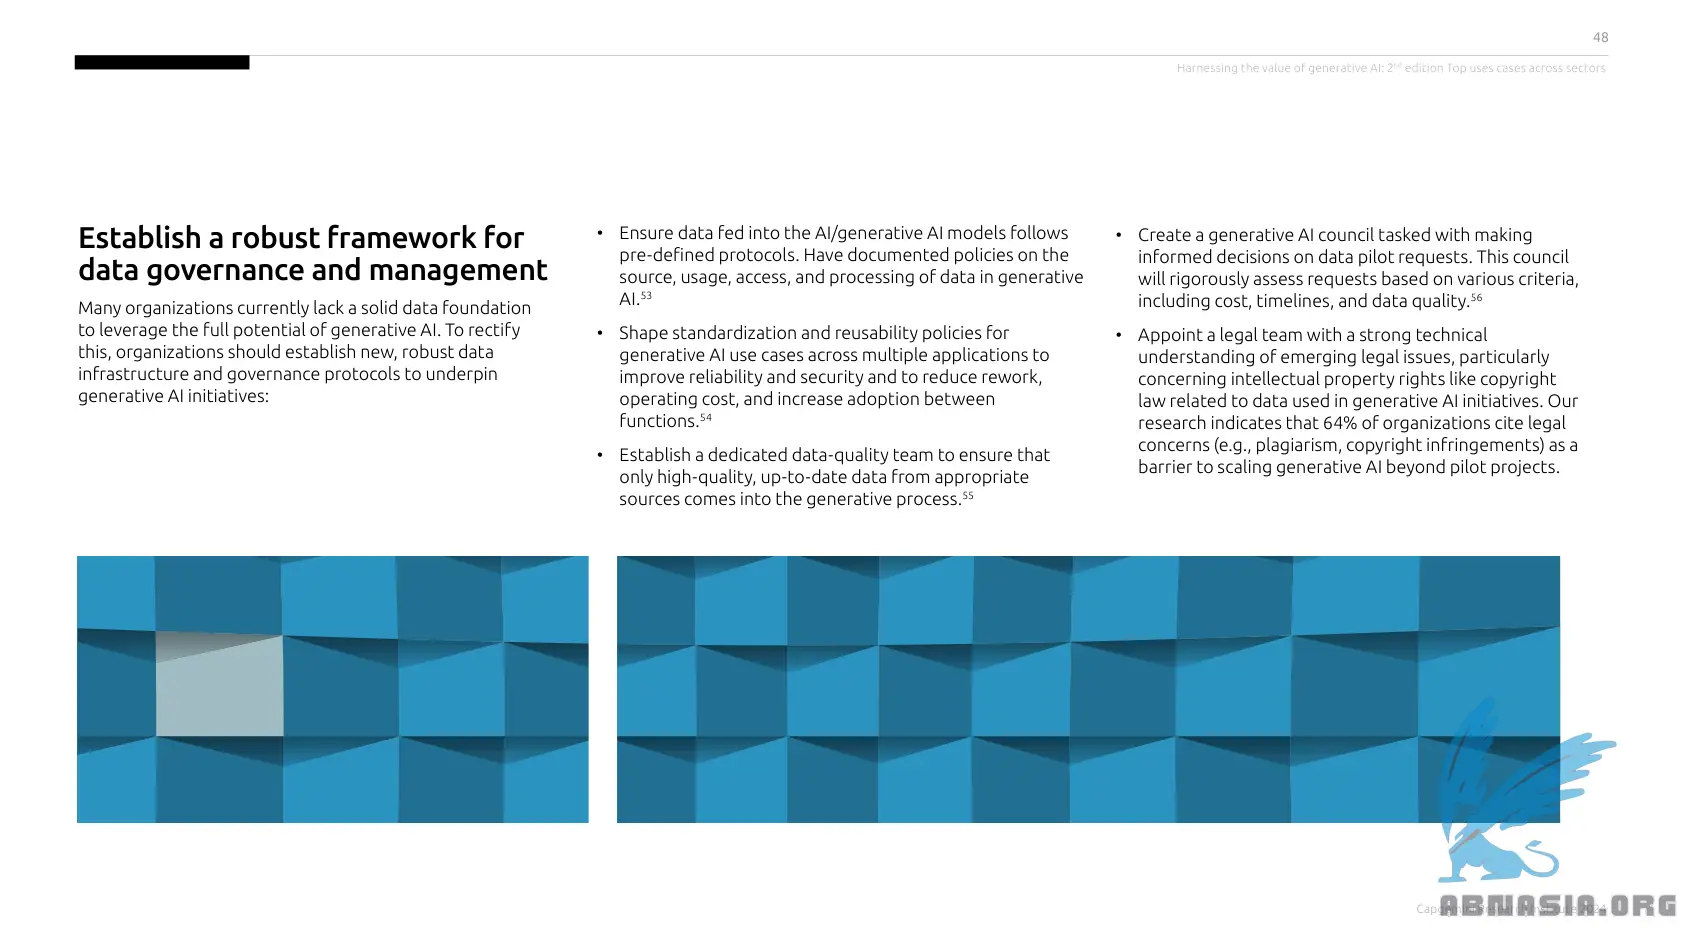 48
Harnessing the value of generative AI: 2nd edition Top uses cases across sectors
Establish a robust framework for
data governance and management
Many organizations currently lack a solid data foundation
to leverage the full potential of generative AI. To rectify
this, organizations should establish new, robust data
infrastructure and governance protocols to underpin
generative AI initiatives:
• Ensure data fed into the AI/generative AI models follows
pre-defined protocols. Have documented policies on the
source, usage, access, and processing of data in generative
AI.53
• Shape standardization and reusability policies for
generative AI use cases across multiple applications to
improve reliability and security and to reduce rework,
operating cost, and increase adoption between
functions.54
• Establish a dedicated data-quality team to ensure that
only high-quality, up-to-date data from appropriate
sources comes into the generative process.55
• Create a generative AI council tasked with making
informed decisions on data pilot requests. This council
will rigorously assess requests based on various criteria,
including cost, timelines, and data quality.56
• Appoint a legal team with a strong technical
understanding of emerging legal issues, particularly
concerning intellectual property rights like copyright
law related to data used in generative AI initiatives. Our
research indicates that 64% of organizations cite legal
concerns (e.g., plagiarism, copyright infringements) as a
barrier to scaling generative AI beyond pilot projects.
ABNASIA.ORG